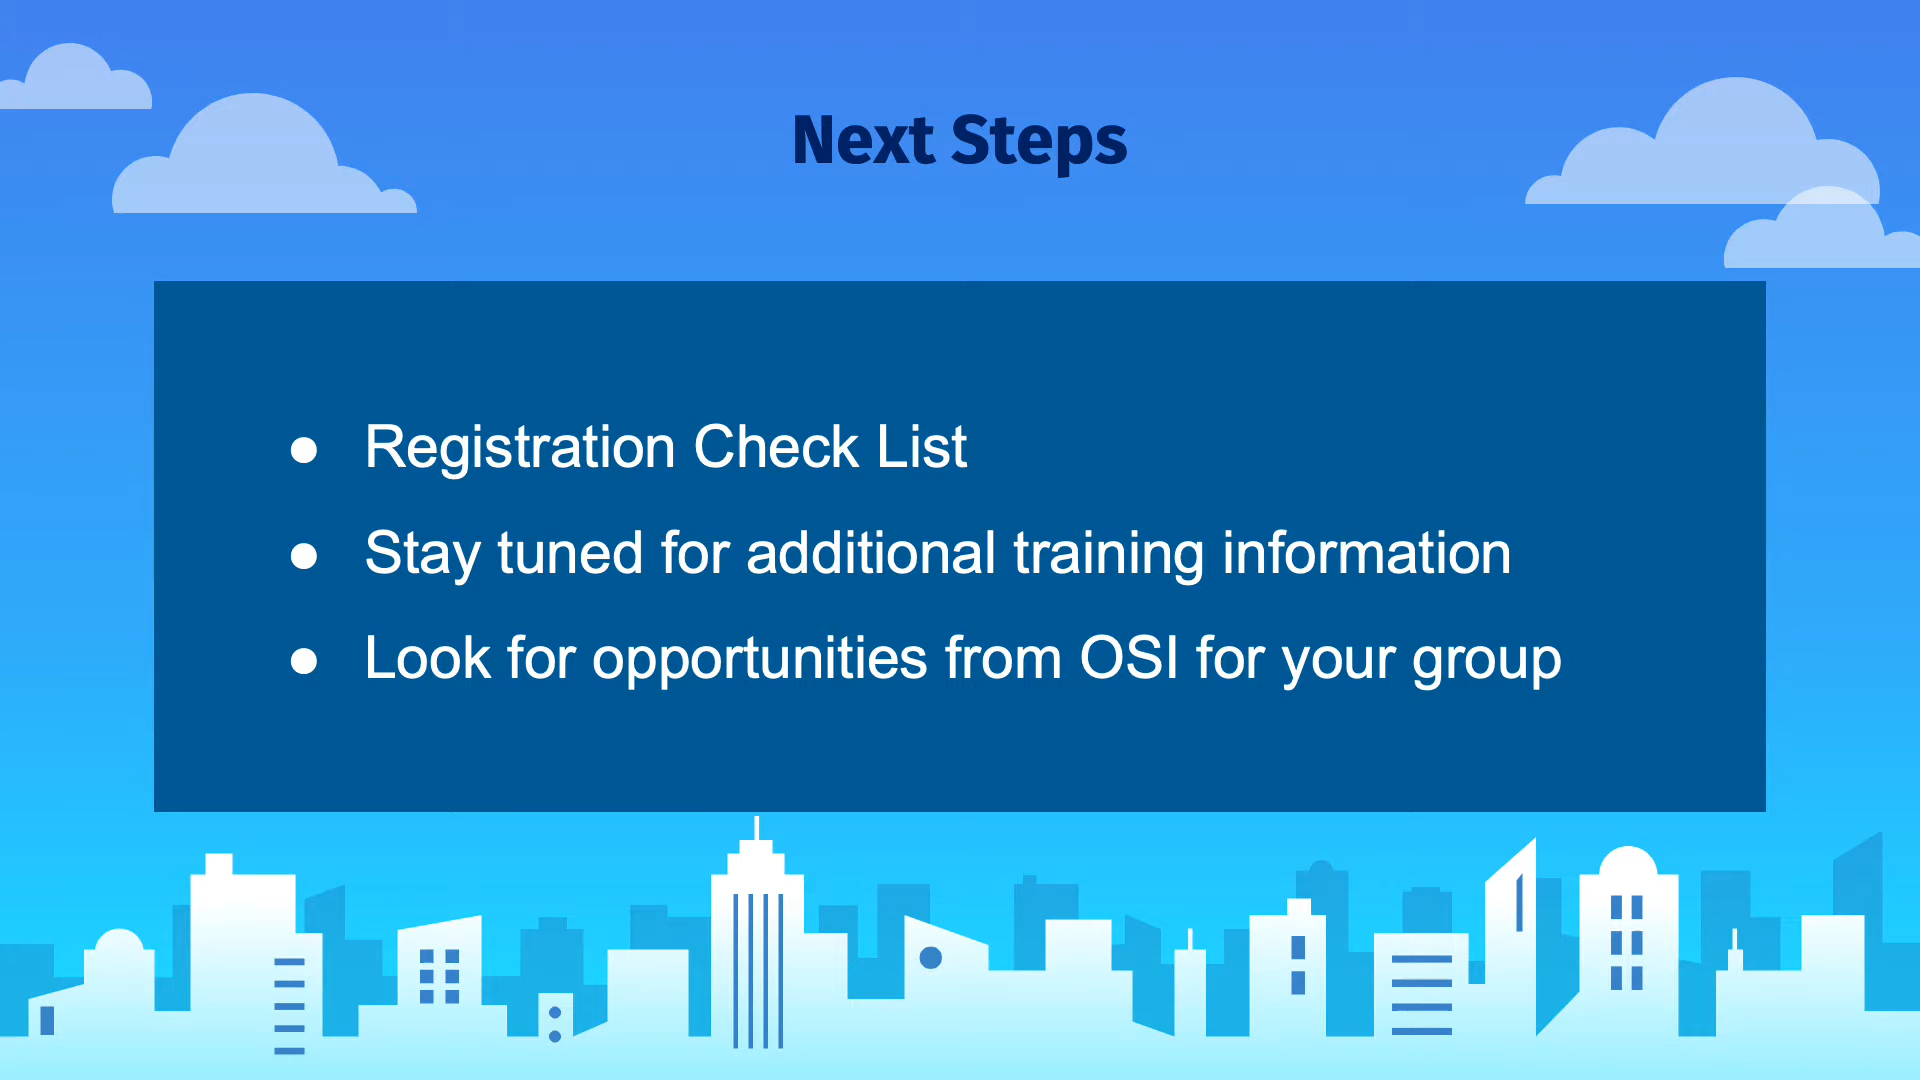 Next Steps
● Registration Check List
● Stay tuned for additional training information
● Look for opportunities from OSI for your group